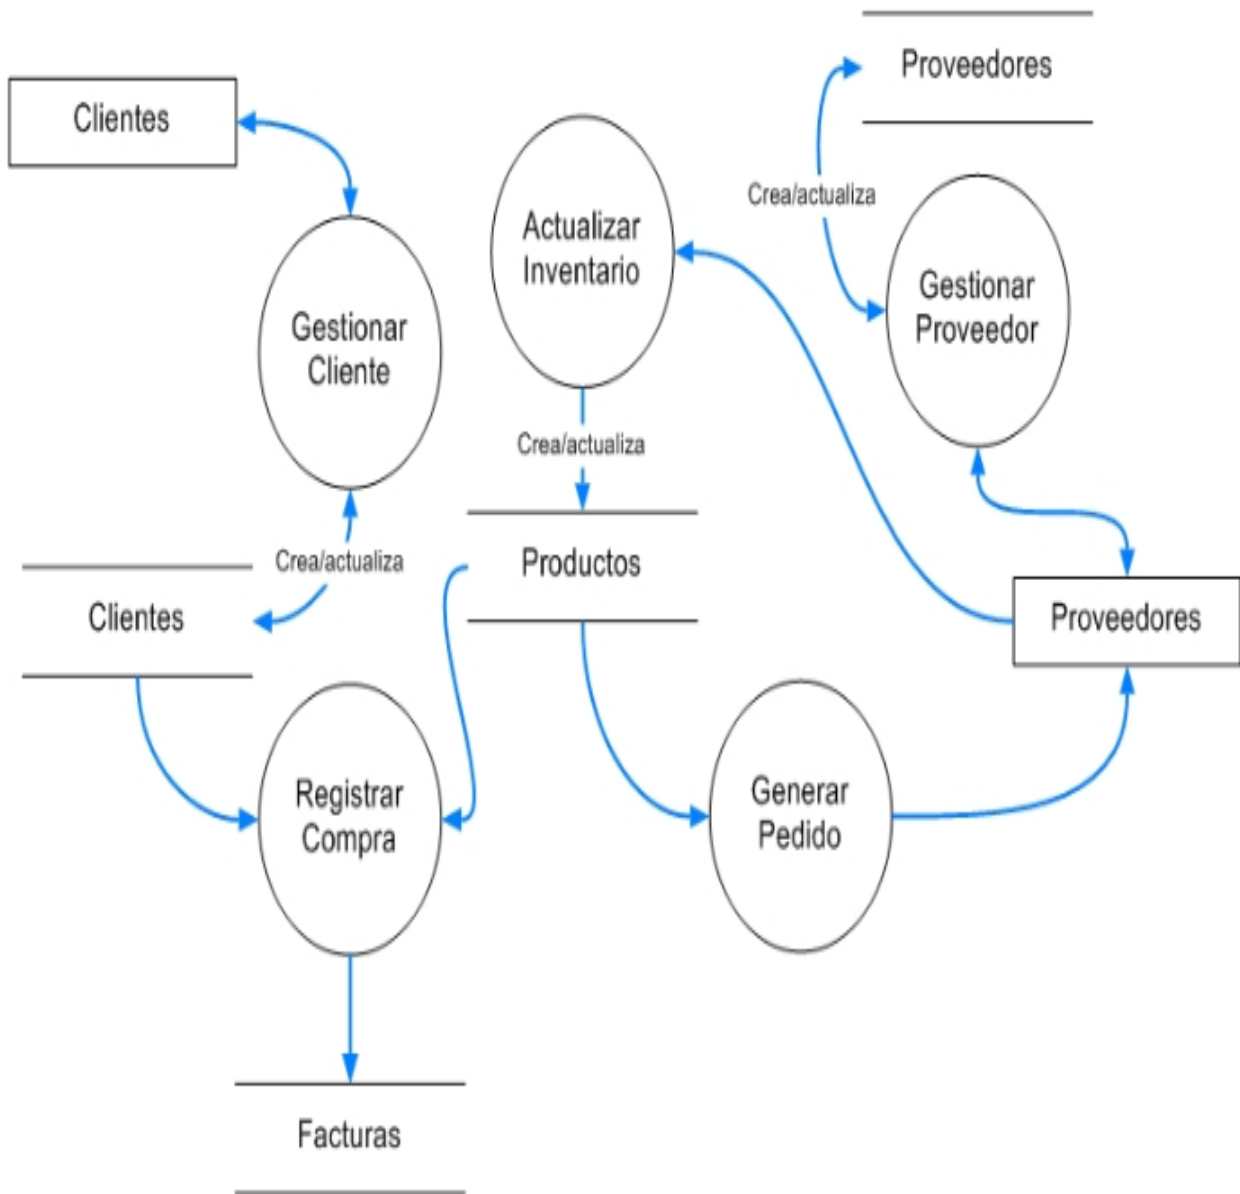 Proveedores
Clientes
Crea/actualiza
Actualizar
Inventario
Gestionar
Proveedor
Gestionar
Cliente
Crea/actualiza
Crea/actualiza
Productos
Clientes
Proveedores
Registrar
Compra
Generar
Pedido
Facturas